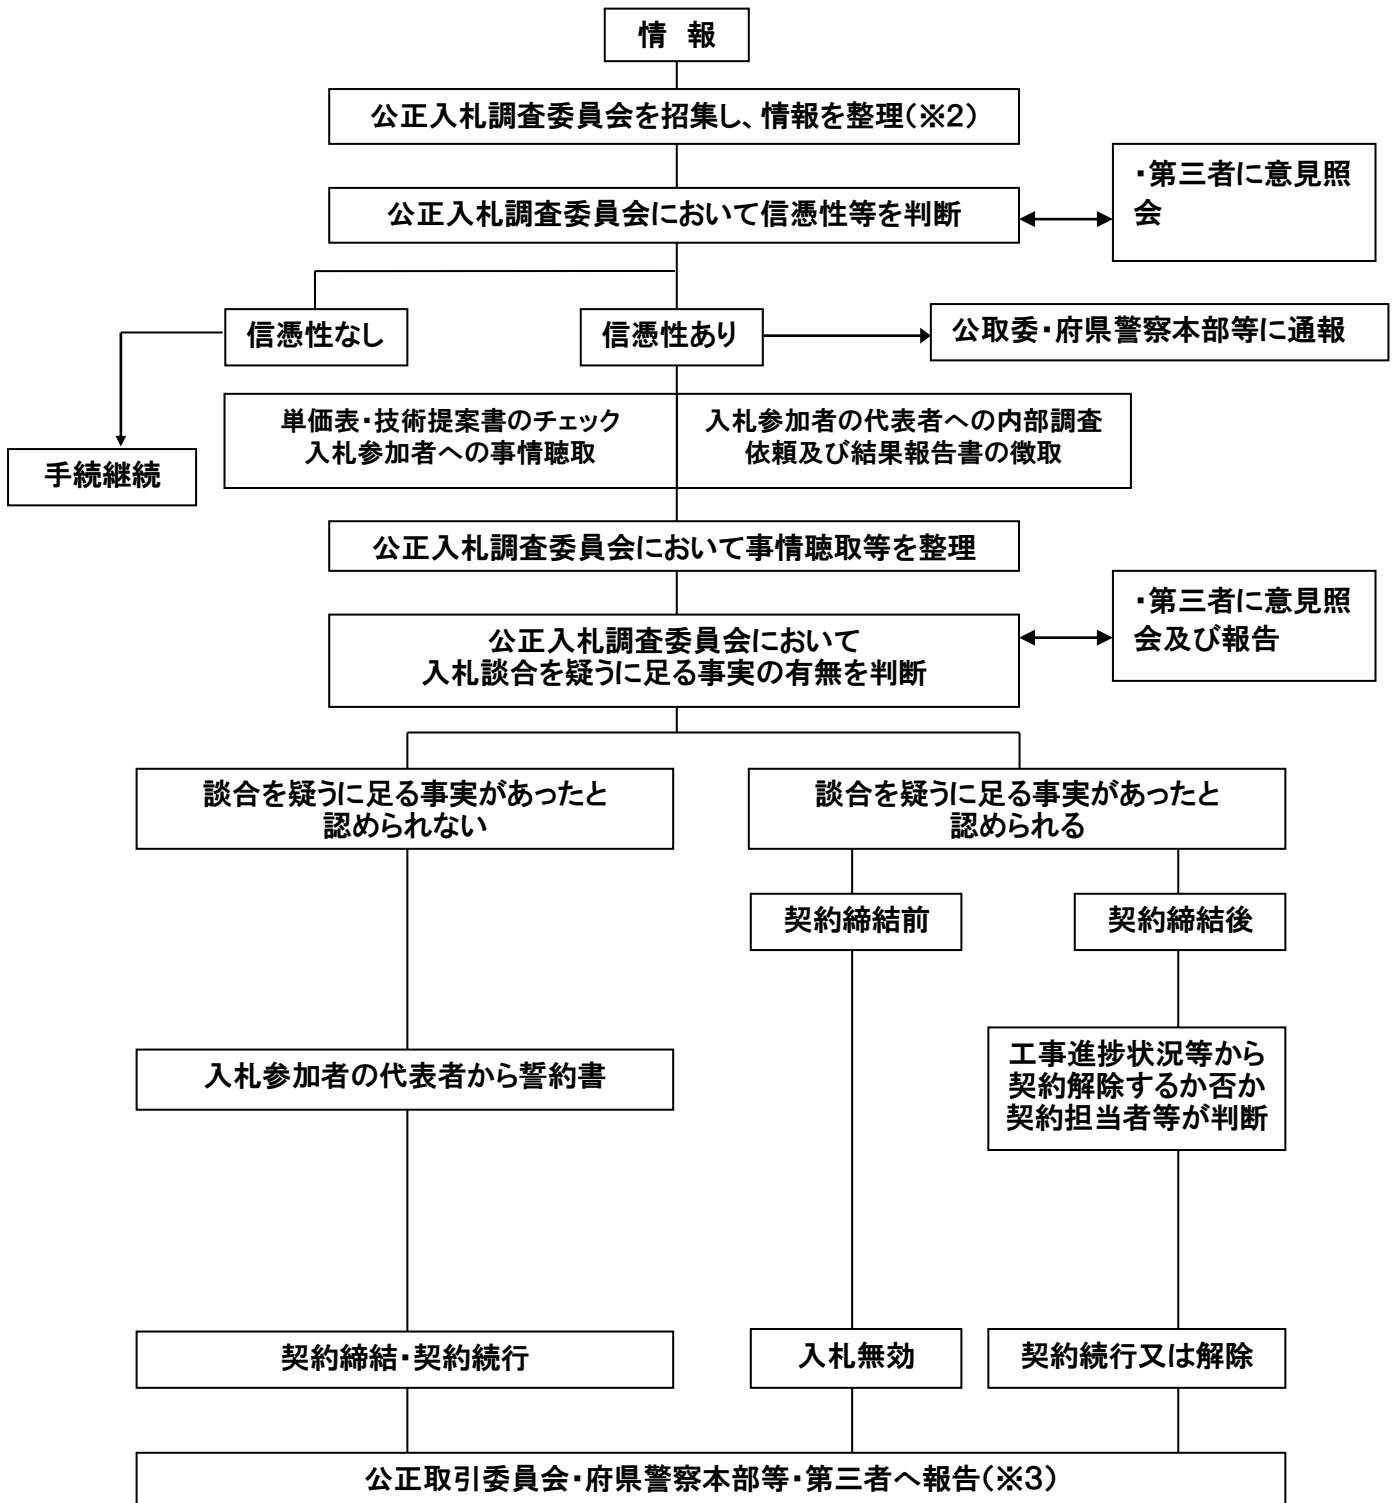 情 報
公正入札調査委員会を招集し、情報を整理(※2)
公正入札調査委員会において信憑性等を判断
・第三者に意見照
会
信憑性なし
信憑性あり
公取委・府県警察本部等に通報
手続継続
単価表・技術提案書のチェック
入札参加者への事情聴取
入札参加者の代表者への内部調査
依頼及び結果報告書の徴取
公正入札調査委員会において事情聴取等を整理
公正入札調査委員会において
入札談合を疑うに足る事実の有無を判断
・第三者に意見照
会及び報告
談合を疑うに足る事実があったと
認められない
談合を疑うに足る事実があったと
認められる
契約締結前
契約締結後
入札参加者の代表者から誓約書
工事進捗状況等から
契約解除するか否か
契約担当者等が判断
契約締結・契約続行
入札無効
契約続行又は解除
公正取引委員会・府県警察本部等・第三者へ報告(※3)